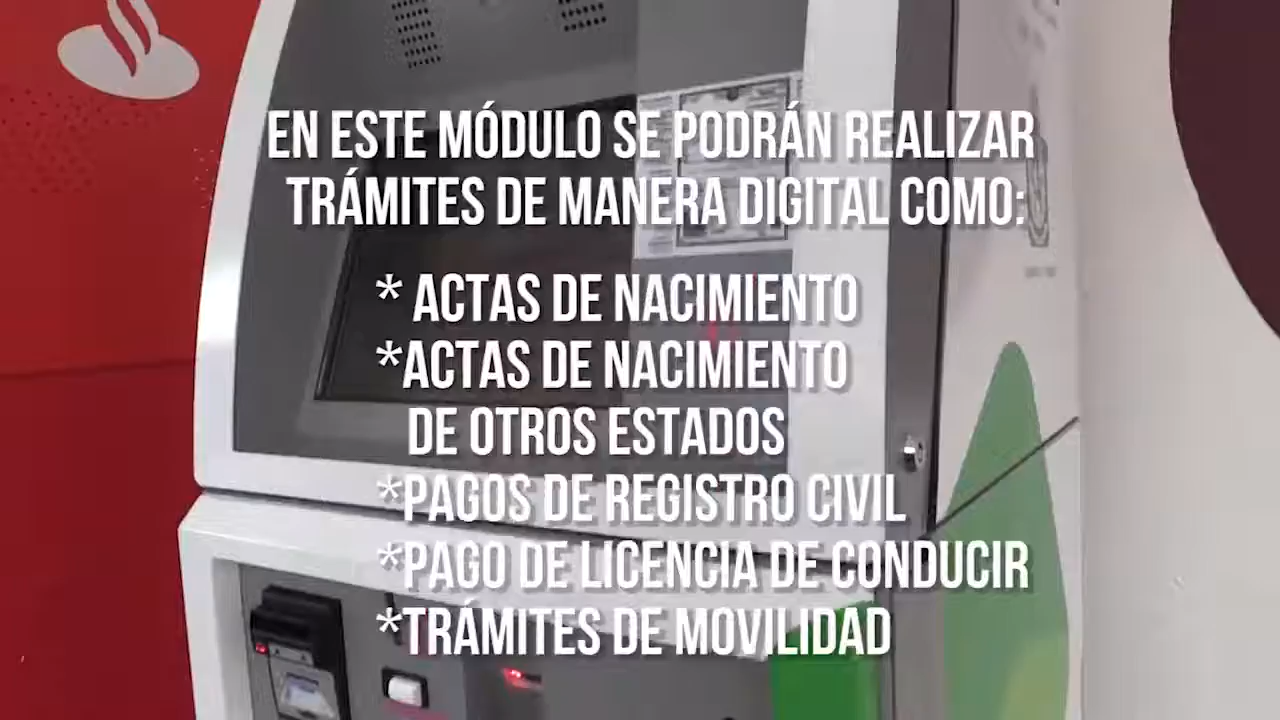 EN ESTE MÓDULO SE PODRÁN REALIZAR
TRÁMITES DE MANERA DIGITAL COMO:
* ACTAS DE NACIMIENTO
*ACTAS DE NACIMIENTO
DE OTROS ESTADOS
*PAGOS DE REGISTRO CIVIL
*PAGO DE LICENCIA DE CONDUCIR
*TRÁMITES DE MOVILIDAD